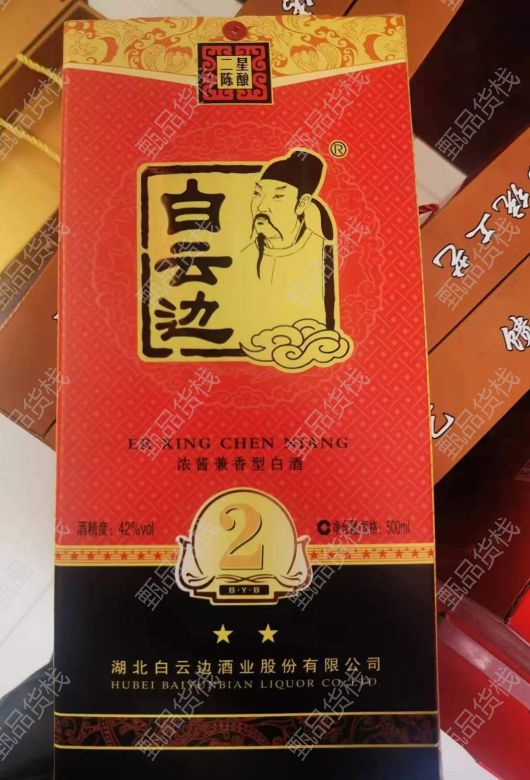 二星
陈酿
®
白云边
ER XING CHEN NIANG
浓酱兼香型白酒
酒精度：42%vol
净含量/规格：500ml
2
B·Y·B
湖北白云边酒业股份有限公司
HUBEI BAIYUNBIAN LIQUOR CO.,LTD.
甄品货栈